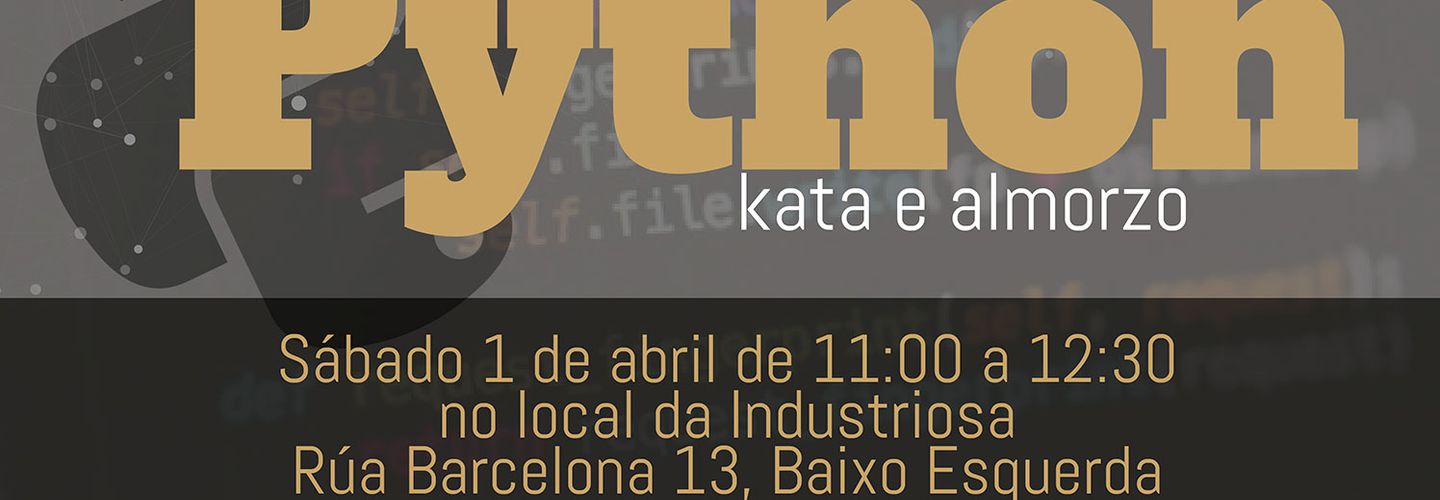 Python
kata e almorzo
Sábado 1 de abril de 11:00 a 12:30
no local da Industriosa
Rúa Barcelona 13, Baixo Esquerda